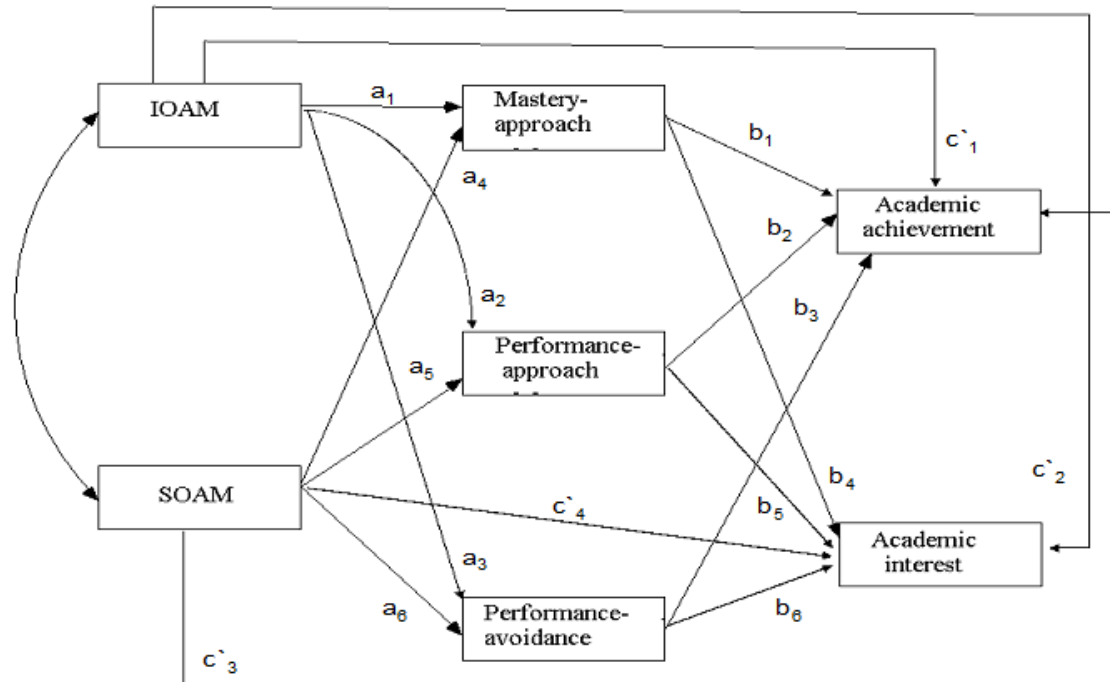 IOAM
a₁
Mastery-
approach
b₁
c`₁
a₄
Academic
achievement
b₂
a₂
b₃
Performance-
approach
a₅
SOAM
c`₄
b₅
b₄
c`₂
Academic
interest
a₃
Performance-
avoidance
a₆
b₆
c`₃